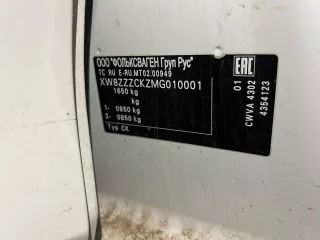 ООО "ФОЛЬКСВАГЕН Груп Рус"
ТС RU E-RU.MT02.00949
XW8ZZZCKZMG010001
1650 kg
kg
1- 0850 kg
2- 0850 kg
Typ CK
EAC
01
CWVA 4302
4354123